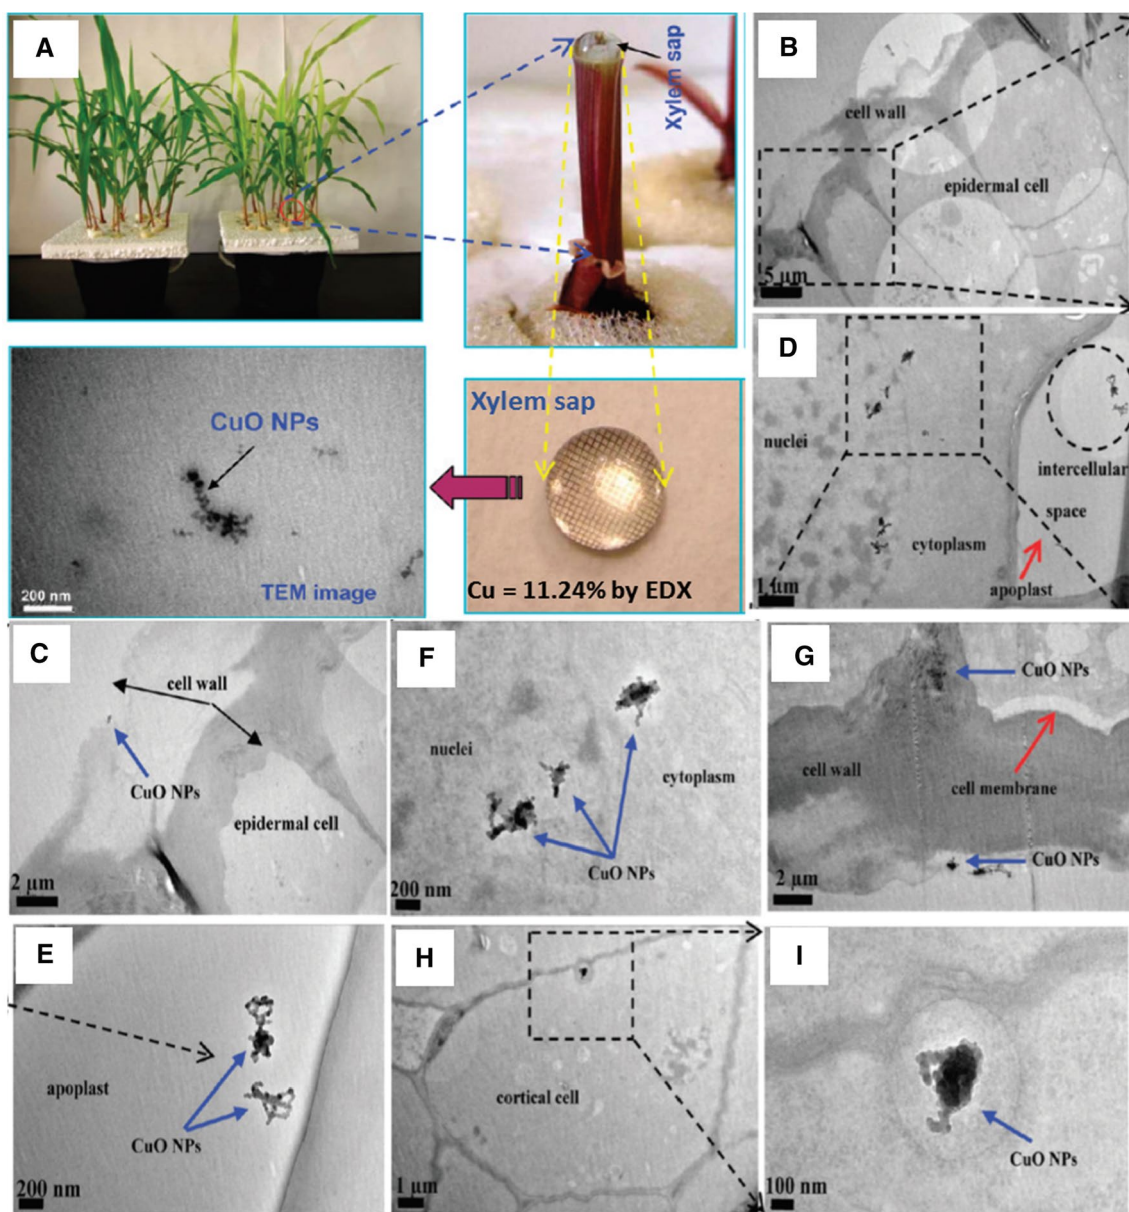 A
Xylem sap
CuO NPs
200 nm
TEM image
Xylem sap
Cu = 11.24% by EDX
B
cell wall
epidermal cell
5 µm
D
nuclei
intercellular
space
cytoplasm
apoplast
1 µm
C
cell wall
CuO NPs
epidermal cell
2 µm
F
nuclei
cytoplasm
CuO NPs
200 nm
G
CuO NPs
cell wall
cell membrane
CuO NPs
2 µm
E
apoplast
CuO NPs
200 nm
H
cortical cell
1 µm
I
CuO NPs
100 nm